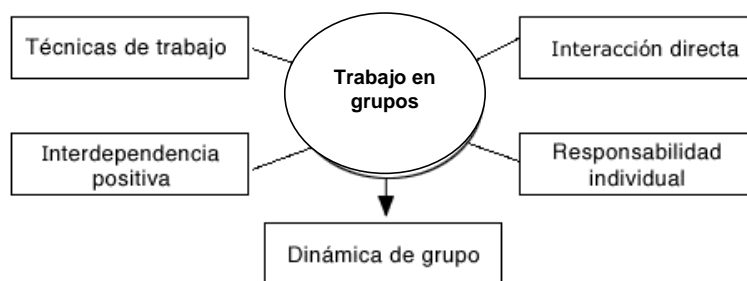 Técnicas de trabajo
Trabajo en
grupos
Interacción directa
Interdependencia
positiva
Responsabilidad
individual
Dinámica de grupo